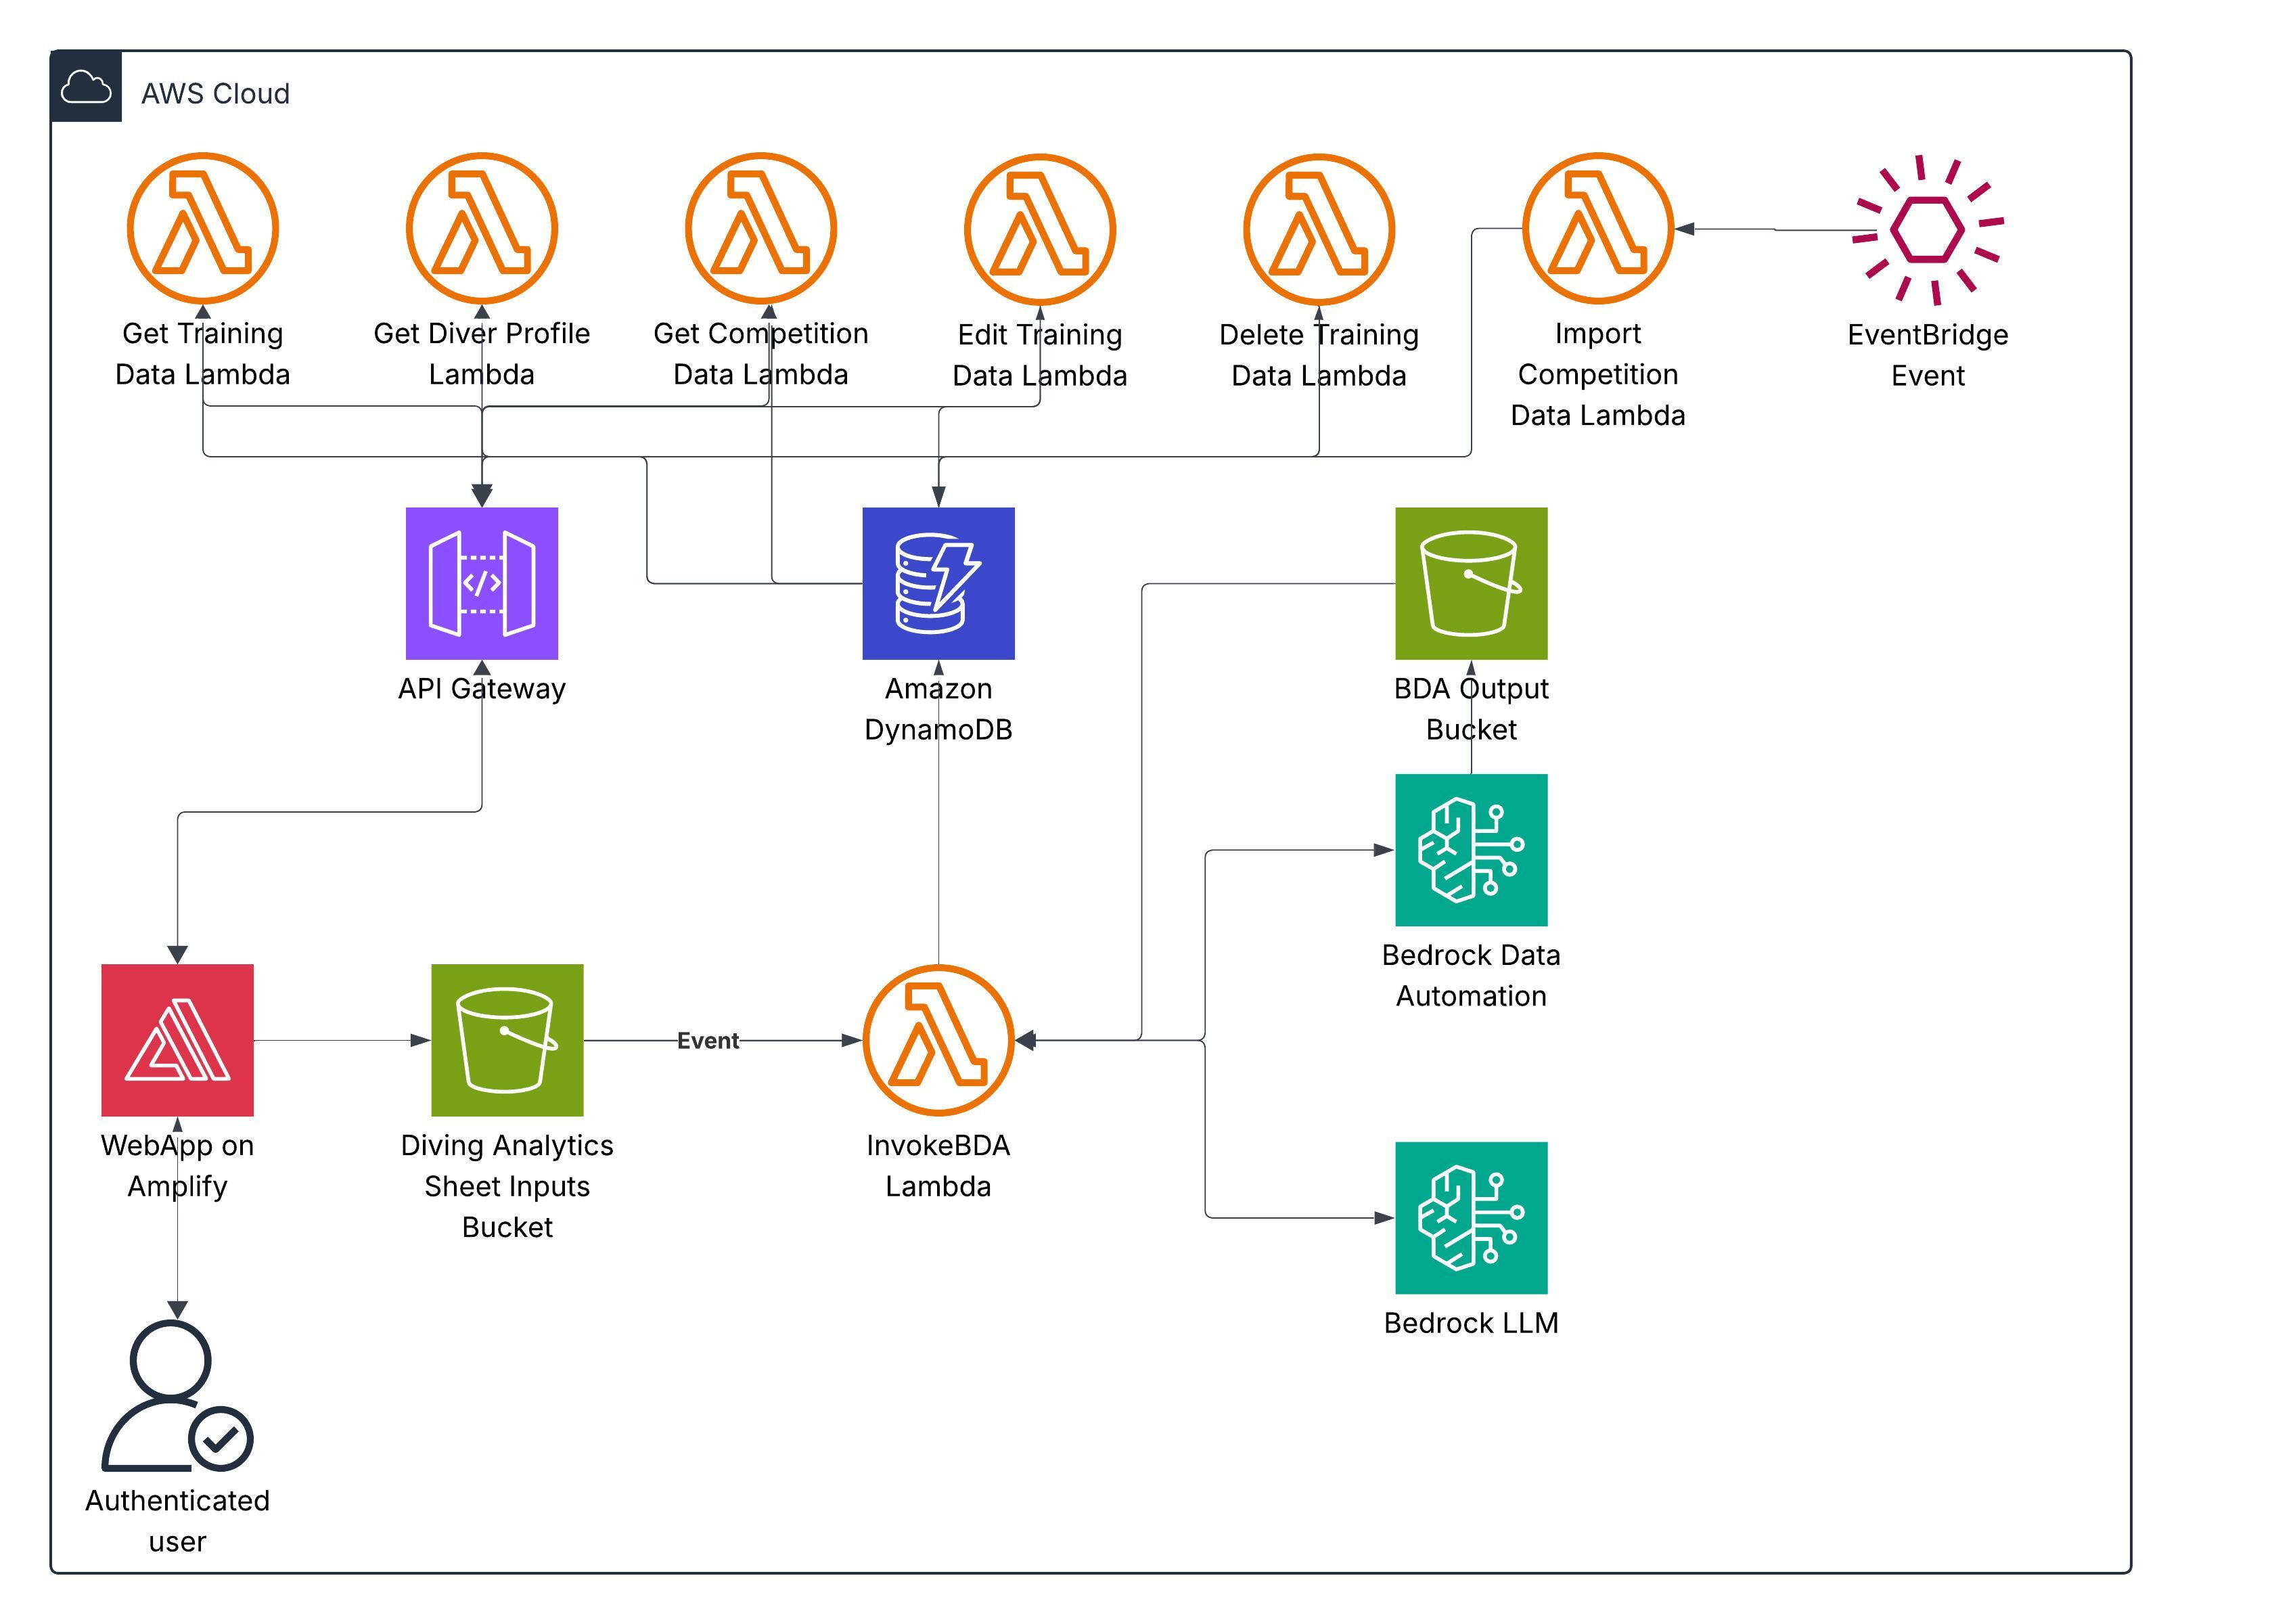 AWS Cloud
Get Training
Data Lambda
Get Diver Profile
Lambda
Get Competition
Data Lambda
Edit Training
Data Lambda
Delete Training
Data Lambda
Import
Competition
Data Lambda
EventBridge
Event
API Gateway
Amazon
DynamoDB
BDA Output
Bucket
Bedrock Data
Automation
WebApp on
Amplify
Diving Analytics
Sheet Inputs
Bucket
Event
InvokeBDA
Lambda
Bedrock LLM
Authenticated
user